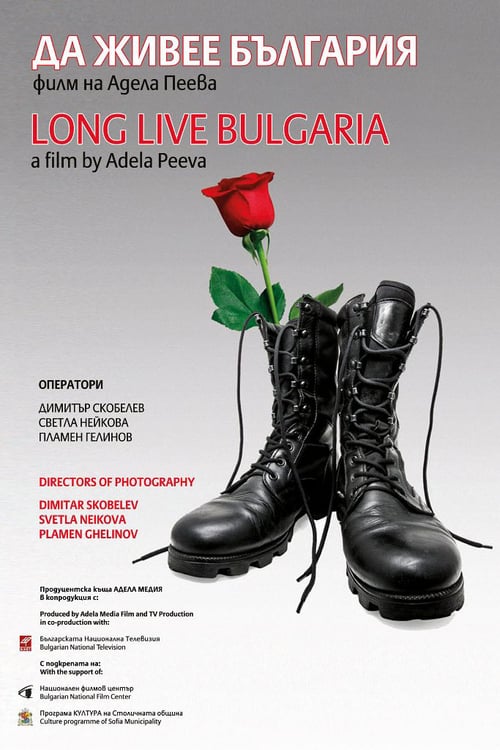 ДА ЖИВЕЕ БЪЛГАРИЯ
филм на Адела Пеева
LONG LIVE BULGARIA
a film by Adela Peeva
ОПЕРАТОРИ
ДИМИТЪР СКОБЕЛЕВ
СВЕТЛА НЕЙКОВА
ПЛАМЕН ГЕЛИНОВ
DIRECTORS OF PHOTOGRAPHY
DIMITAR SKOBELEV
SVETLA NEIKOVA
PLAMEN GHELINOV
Продуцентска къща АДЕЛА МЕДИЯ
В копродукция с:
Produced by Adela Media Film and TV Production
in co-production with:
Българската Национална Телевизия
Bulgarian National Television
С подкрепата на:
With the support of:
Национален филмов център
Bulgarian National Film Center
Програма КУЛТУРА на Столичната община
Culture programme of Sofia Municipality